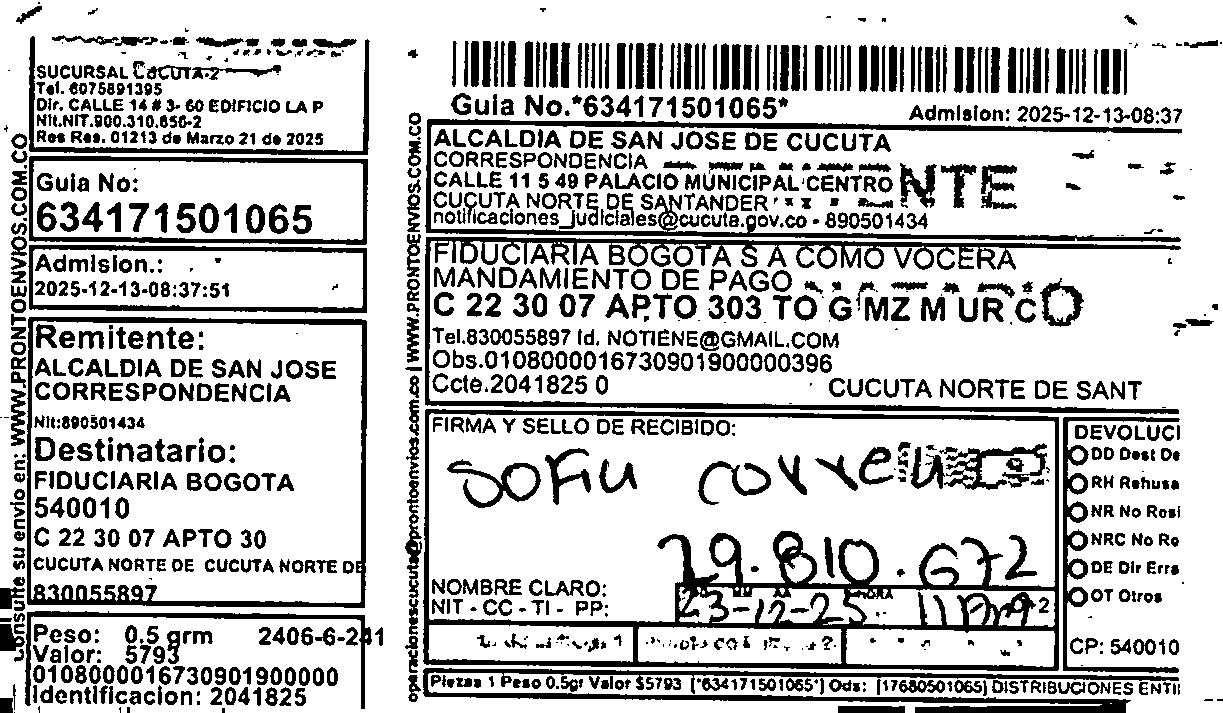 SUCURSAL CUCUTA-2
Tel. 6075891395
Dir. CALLE 14 # 3- 60 EDIFICIO LA P
Nit.NIT.900.310.856-2
Res Res. 01213 de Marzo 21 de 2025
Guia No:
634171501065
Admision.:
2025-12-13-08:37:51
Remitente:
ALCALDIA DE SAN JOSE
CORRESPONDENCIA
Nit:890501434
Destinatario:
FIDUCIARIA BOGOTA
540010
C 22 30 07 APTO 30
CUCUTA NORTE DE CUCUTA NORTE DE
830055897
Peso: 0.5 grm 2406-6-241
Valor: 5793
010800001673090190000
Identificacion: 2041825
Consulte su envio en: WWW.PRONTOENVIOS.COM.CO
operacionescucuta@prontoenvios.com.co | WWW.PRONTOENVIOS.COM.CO
Guia No.*634171501065*
Admision: 2025-12-13-08:37
ALCALDIA DE SAN JOSE DE CUCUTA
CORRESPONDENCIA
CALLE 11 5 49 PALACIO MUNICIPAL CENTRO
NTE
CUCUTA NORTE DE SANTANDER
notificaciones_judiciales@cucuta.gov.co - 890501434
FIDUCIARIA BOGOTA S A COMO VOCERA
MANDAMIENTO DE PAGO
C 22 30 07 APTO 303 TO G MZ M UR C
Tel.830055897 Id. NOTIENE@GMAIL.COM
Obs.010800001673090190000000396
Ccte.2041825 0
CUCUTA NORTE DE SANT
FIRMA Y SELLO DE RECIBIDO:
Sofia Correa
29.810.672
NOMBRE CLARO:
NIT - CC - TI - PP:
DD MM AA HORA
23-12-25
DEVOLUCI
DD Dest De
RH Rehusa
NR No Resi
NRC No Re
DE Dir Erra
OT Otros
CP: 540010
Piezas 1 Peso 0.5gr Valor $5793 [*634171501065*] Ods: [17680501065] DISTRIBUCIONES ENTI